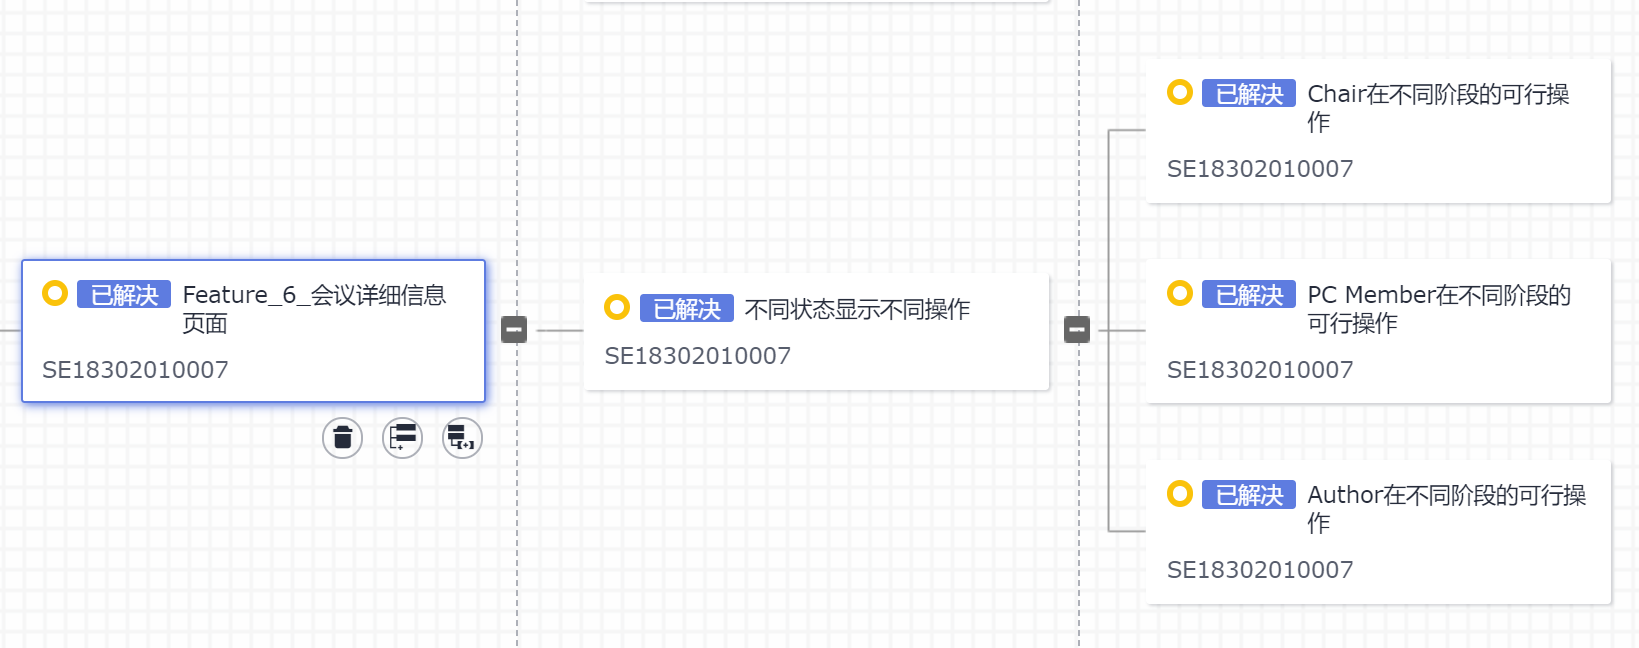 已解决 Feature_6_会议详细信息
页面
SE18302010007
已解决 不同状态显示不同操作
SE18302010007
已解决 Chair在不同阶段的可行操
作
SE18302010007
已解决 PC Member在不同阶段的
可行操作
SE18302010007
已解决 Author在不同阶段的可行操
作
SE18302010007